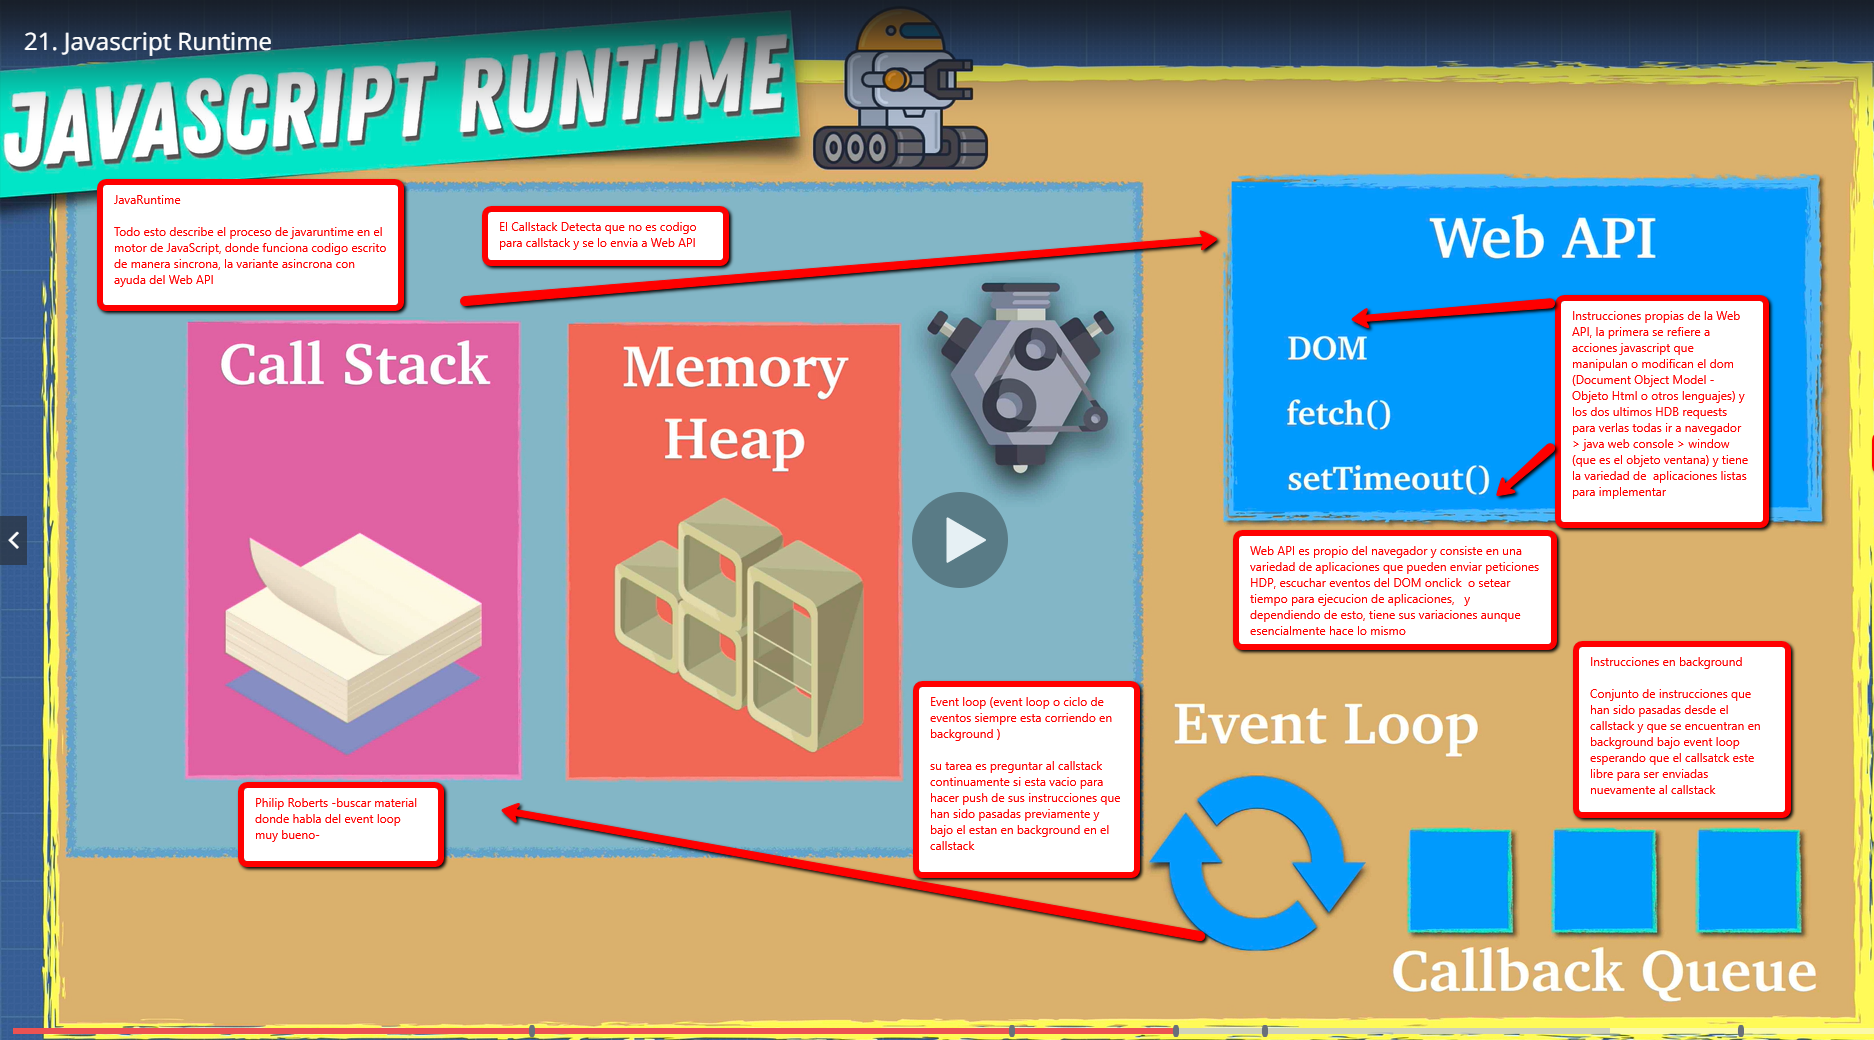 21. Javascript Runtime
JAVASCRIPT RUNTIME
JavaRuntime
Todo esto describe el proceso de javaruntime en el
motor de JavaScript, donde funciona codigo escrito
de manera sincrona, la variante asincrona con
ayuda del Web API
El Callstack Detecta que no es codigo
para callstack y se lo envia a Web API
Call Stack
Memory
Heap
Web API
DOM
fetch()
setTimeout()
Instrucciones propias de la Web
API, la primera se refiere a
acciones javascript que
manipulan o modifican el dom
(Document Object Model -
Objeto Html o otros lenguajes) y
los dos ultimos HDB requests
para verlas todas ir a navegador
> java web console > window
(que es el objeto ventana) y tiene
la variedad de aplicaciones listas
para implementar
Web API es propio del navegador y consiste en una
variedad de aplicaciones que pueden enviar peticiones
HDP, escuchar eventos del DOM onclick o setear
tiempo para ejecucion de aplicaciones, y
dependiendo de esto, tiene sus variaciones aunque
esencialmente hace lo mismo
Instrucciones en background
Conjunto de instrucciones que
han sido pasadas desde el
callstack y que se encuentran en
background bajo event loop
esperando que el callsatck este
libre para ser enviadas
nuevamente al callstack
Event loop (event loop o ciclo de
eventos siempre esta corriendo en
background )
su tarea es preguntar al callstack
continuamente si esta vacio para
hacer push de sus instrucciones que
han sido pasadas previamente y
bajo el estan en background en el
callstack
Event Loop
Philip Roberts -buscar material
donde habla del event loop
muy bueno-
Callback Queue